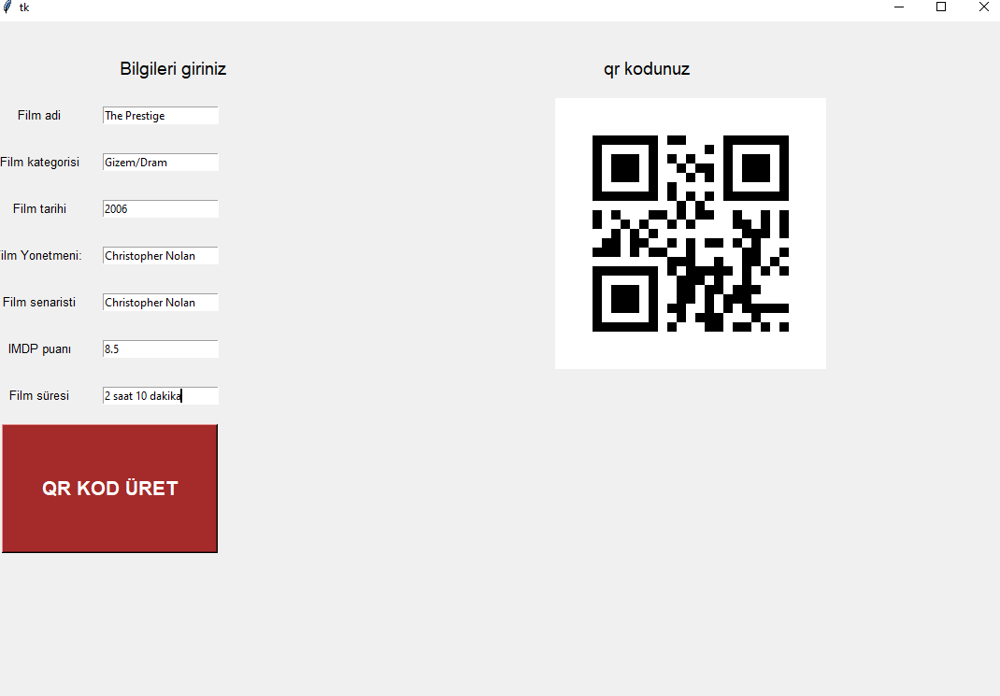 tk
Bilgileri giriniz
qr kodunuz
Film adi
The Prestige
Film kategorisi
Gizem/Dram
Film tarihi
2006
ilm Yonetmeni:
Christopher Nolan
Film senaristi
Christopher Nolan
IMDP puanı
8.5
Film süresi
2 saat 10 dakika
QR KOD ÜRET